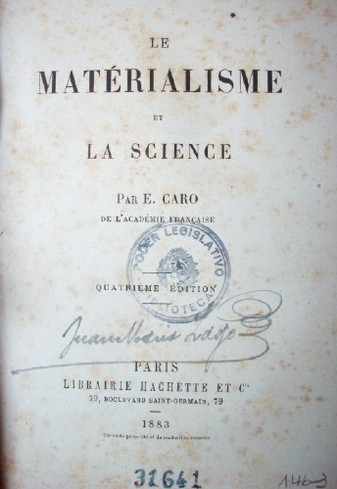 LE
MATÉRIALISME
ET
LA SCIENCE
PAR E. CARO
DE L'ACADÉMIE FRANÇAISE
PODER LEGISLATIVO
BIBLIOTECA
QUATRIÈME ÉDITION
Juan
PARIS
LIBRAIRIE HACHETTE ET Cie
79, BOULEVARD SAINT-GERMAIN, 79
1883
31641